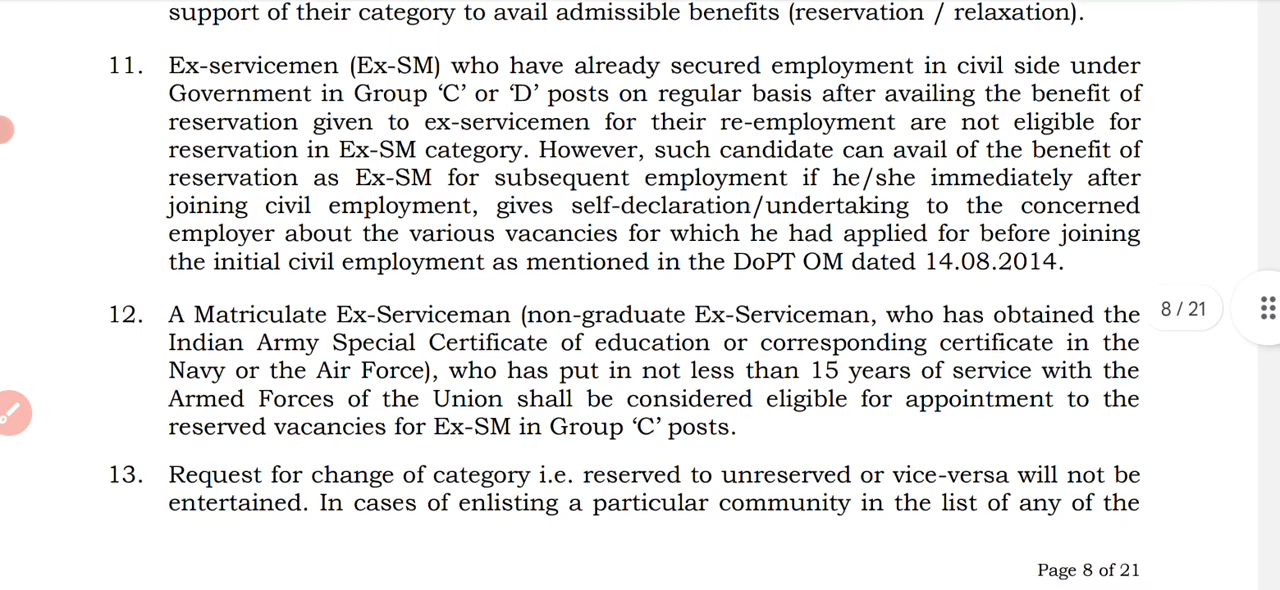 support of their category to avail admissible benefits (reservation / relaxation).
11. Ex-servicemen (Ex-SM) who have already secured employment in civil side under
Government in Group ‘C’ or ‘D’ posts on regular basis after availing the benefit of
reservation given to ex-servicemen for their re-employment are not eligible for
reservation in Ex-SM category. However, such candidate can avail of the benefit of
reservation as Ex-SM for subsequent employment if he/she immediately after
joining civil employment, gives self-declaration/undertaking to the concerned
employer about the various vacancies for which he had applied for before joining
the initial civil employment as mentioned in the DoPT OM dated 14.08.2014.
12. A Matriculate Ex-Serviceman (non-graduate Ex-Serviceman, who has obtained the
Indian Army Special Certificate of education or corresponding certificate in the
Navy or the Air Force), who has put in not less than 15 years of service with the
Armed Forces of the Union shall be considered eligible for appointment to the
reserved vacancies for Ex-SM in Group ‘C’ posts.
8 / 21
13. Request for change of category i.e. reserved to unreserved or vice-versa will not be
entertained. In cases of enlisting a particular community in the list of any of the
Page 8 of 21